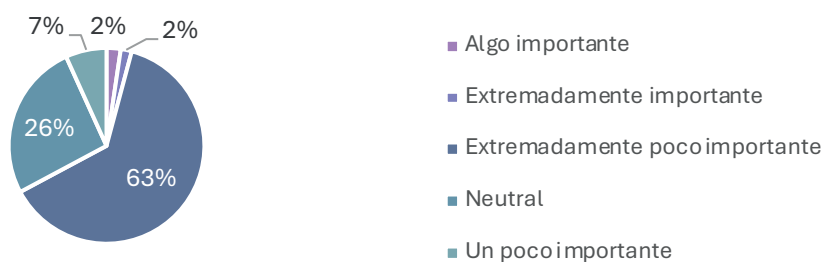 7% 2% 2%
26%
63%
Algo importante
Extremadamente importante
Extremadamente poco importante
Neutral
Un poco importante